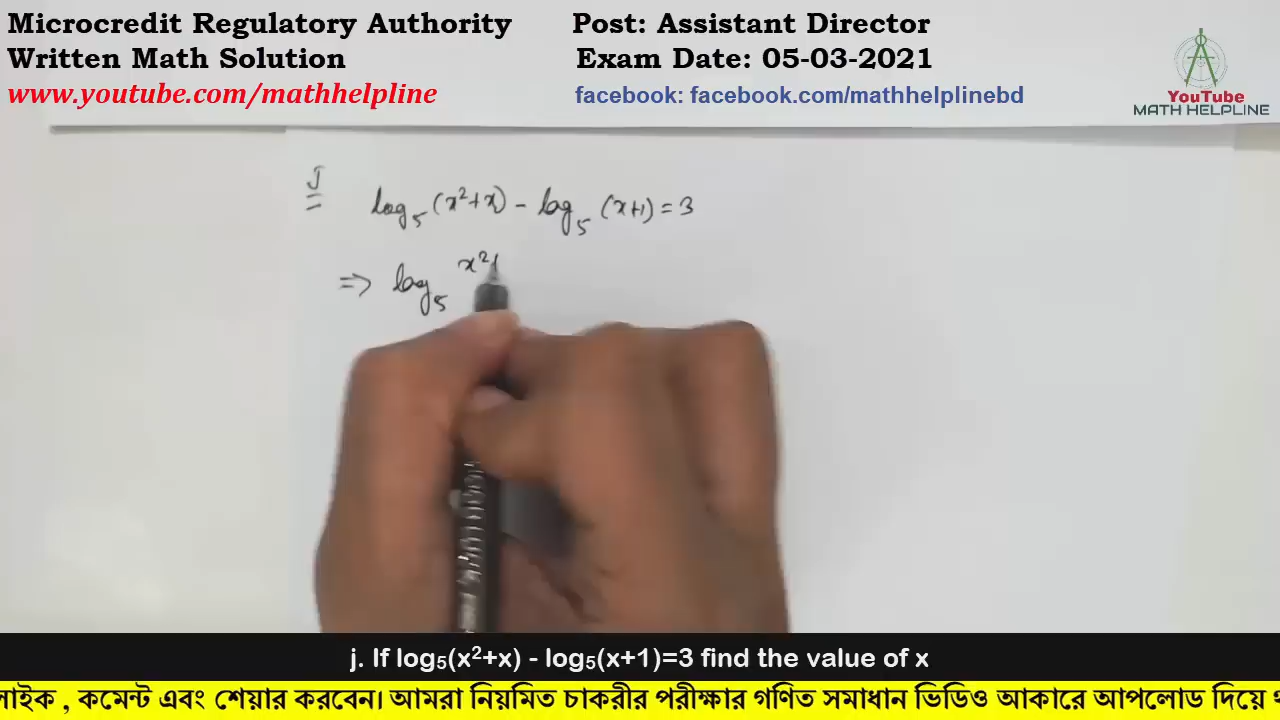 Microcredit Regulatory Authority Post: Assistant Director
Written Math Solution Exam Date: 05-03-2021
www.youtube.com/mathhelpline facebook: facebook.com/mathhelplinebd
YouTube
MATH HELPLINE
J
log₅(x²+x) - log₅(x+1)=3
⇒ log₅ x²+
j. If log₅(x²+x) - log₅(x+1)=3 find the value of x
কমেন্ট এবং শেয়ার করবেন। আমরা নিয়মিত চাকরীর পরীক্ষার গণিত সমাধান ভিডিও আকারে আপলোড দিয়ে